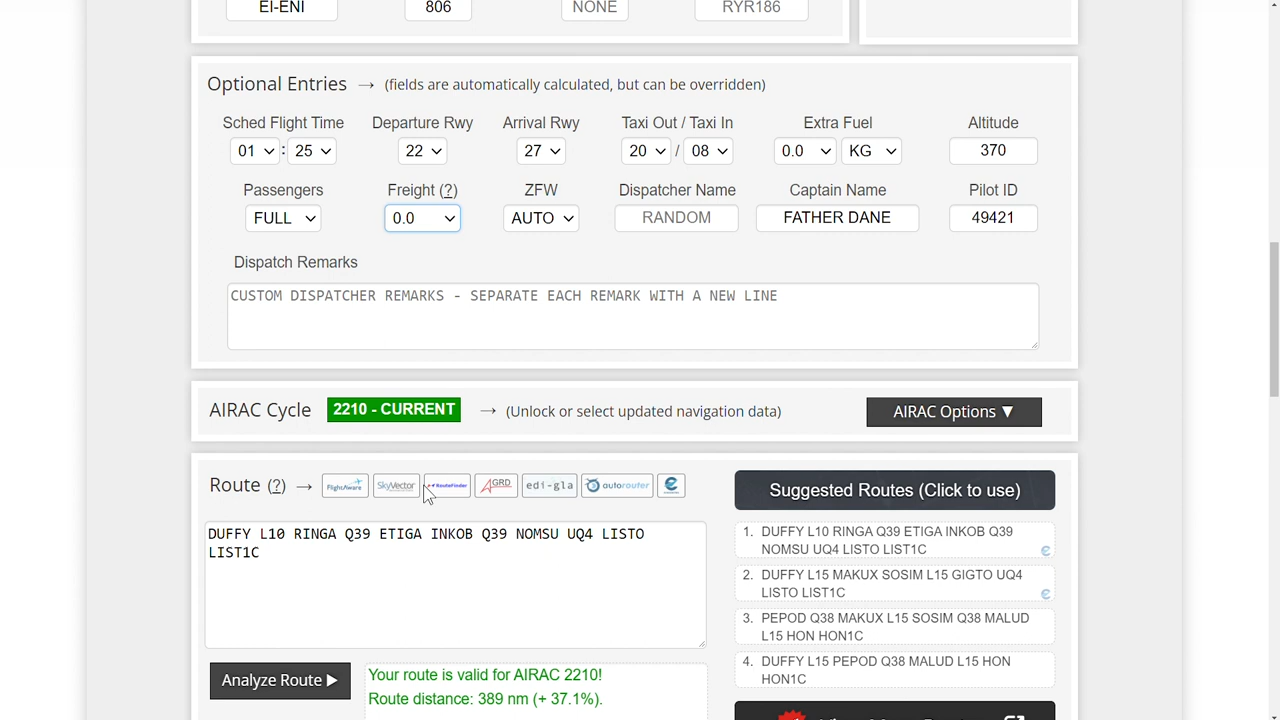 EI-ENI 806 NONE RYR186
Optional Entries → (fields are automatically calculated, but can be overridden)
Sched Flight Time Departure Rwy Arrival Rwy Taxi Out / Taxi In Extra Fuel Altitude
01 : 25 22 27 20 / 08 0.0 KG 370
Passengers Freight (?) ZFW Dispatcher Name Captain Name Pilot ID
FULL 0.0 AUTO RANDOM FATHER DANE 49421
Dispatch Remarks
CUSTOM DISPATCHER REMARKS - SEPARATE EACH REMARK WITH A NEW LINE
AIRAC Cycle 2210 - CURRENT → (Unlock or select updated navigation data) AIRAC Options ▼
Route (?) → FlightAware SkyVector RouteFinder GRD edi-gla autorouter
DUFFY L10 RINGA Q39 ETIGA INKOB Q39 NOMSU UQ4 LISTO
LIST1C
Analyze Route ▶
Your route is valid for AIRAC 2210!
Route distance: 389 nm (+ 37.1%).
Suggested Routes (Click to use)
1. DUFFY L10 RINGA Q39 ETIGA INKOB Q39
NOMSU UQ4 LISTO LIST1C
2. DUFFY L15 MAKUX SOSIM L15 GIGTO UQ4
LISTO LIST1C
3. PEPOD Q38 MAKUX L15 SOSIM Q38 MALUD
L15 HON HON1C
4. DUFFY L15 PEPOD Q38 MALUD L15 HON
HON1C